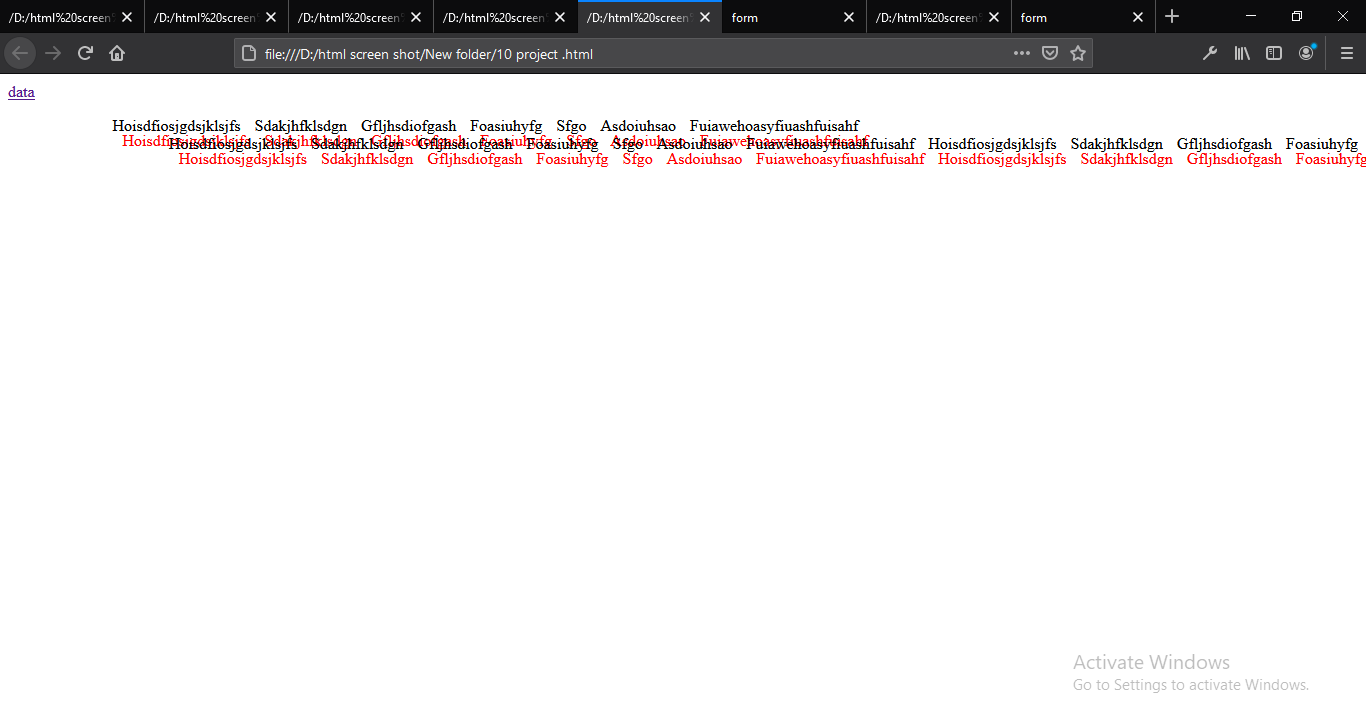 /D:/html%20screen
/D:/html%20screen
/D:/html%20screen
/D:/html%20screen
/D:/html%20screen
form
/D:/html%20screen
form
file:///D:/html screen shot/New folder/10 project .html
data
Hoisdfiosjgdsjklsjfs Sdakjhfklsdgn Gfljhsdiofgash Foasiuhyfg Sfgo Asdoiuhsao Fuiawehoasyfiuashfuisahf
Hoisdfiosjgdsjklsjfs Sdakjhfklsdgn Gfljhsdiofgash Foasiuhyfg Sfgo Asdoiuhsao Fuiawehoasyfiuashfuisahf
Hoisdfiosjgdsjklsjfs Sdakjhfklsdgn Gfljhsdiofgash Foasiuhyfg Sfgo Asdoiuhsao Fuiawehoasyfiuashfuisahf Hoisdfiosjgdsjklsjfs Sdakjhfklsdgn Gfljhsdiofgash Foasiuhyfg
Hoisdfiosjgdsjklsjfs Sdakjhfklsdgn Gfljhsdiofgash Foasiuhyfg Sfgo Asdoiuhsao Fuiawehoasyfiuashfuisahf Hoisdfiosjgdsjklsjfs Sdakjhfklsdgn Gfljhsdiofgash Foasiuhyfg
Activate Windows
Go to Settings to activate Windows.